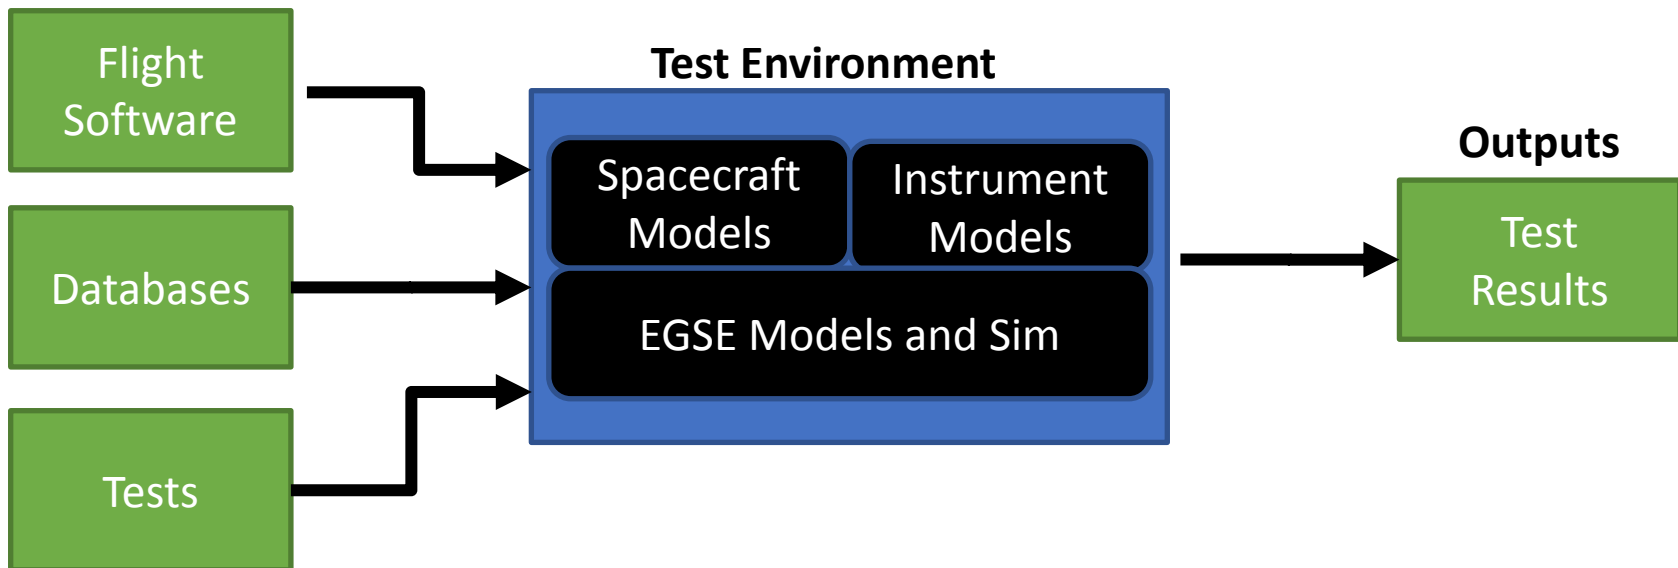 Flight
Software
Databases
Tests
Test Environment
Spacecraft
Models
Instrument
Models
EGSE Models and Sim
Outputs
Test
Results